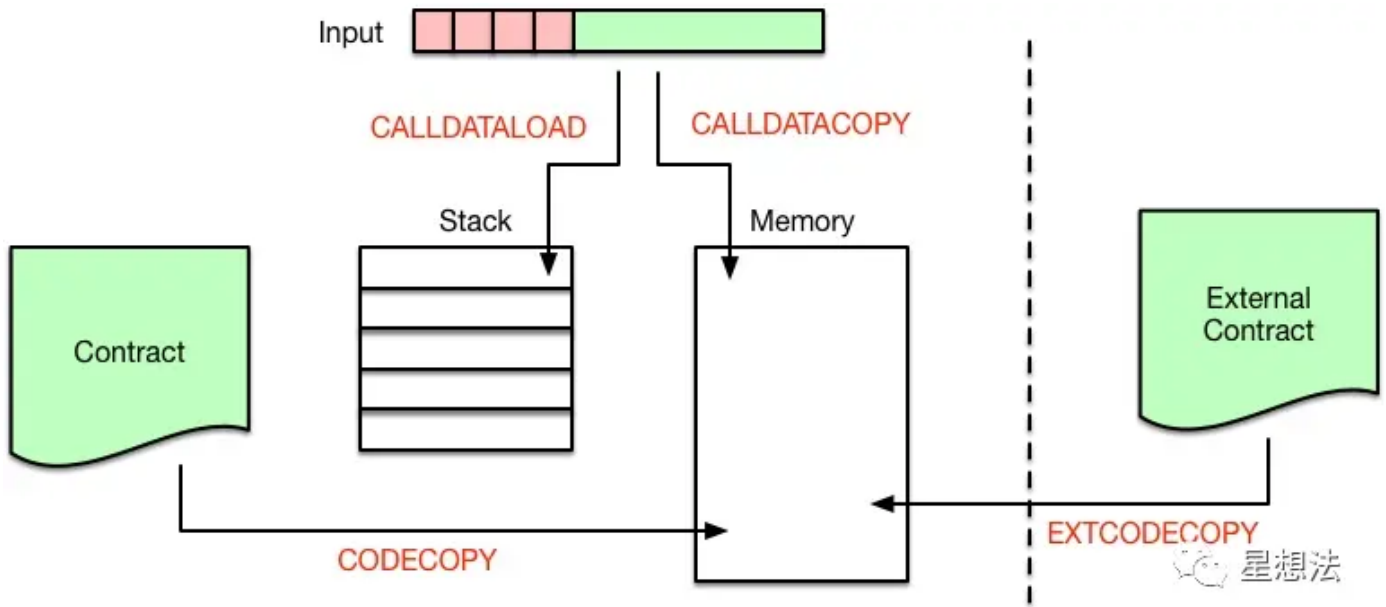 Input
CALLDATALOAD
CALLDATACOPY
Stack
Memory
Contract
External
Contract
CODECOPY
EXTCODECOPY
星想法